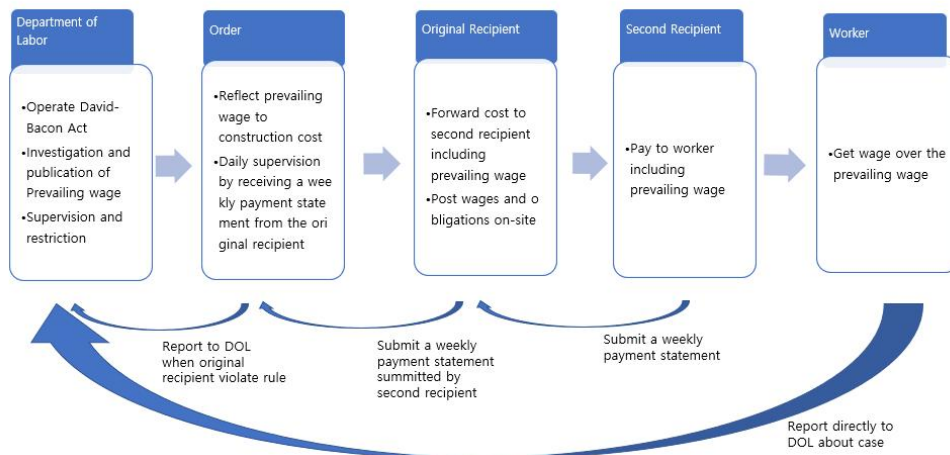 Department of
Labor
Order
Original Recipient
Second Recipient
Worker
•Operate David-
Bacon Act
•Investigation and
publication of
Prevailing wage
•Supervision and
restriction
•Reflect prevailing
wage to
construction cost
•Daily supervision
by receiving a wee
kly payment state
ment from the ori
ginal recipient
•Forward cost to
second recipient
including
prevailing wage
•Post wages and o
bligations on-site
•Pay to worker
including
prevailing wage
•Get wage over the
prevailing wage
Report to DOL
when original
recipient violate rule
Submit a weekly
payment statement
summitted by
second recipient
Submit a weekly
payment statement
Report directly to
DOL about case